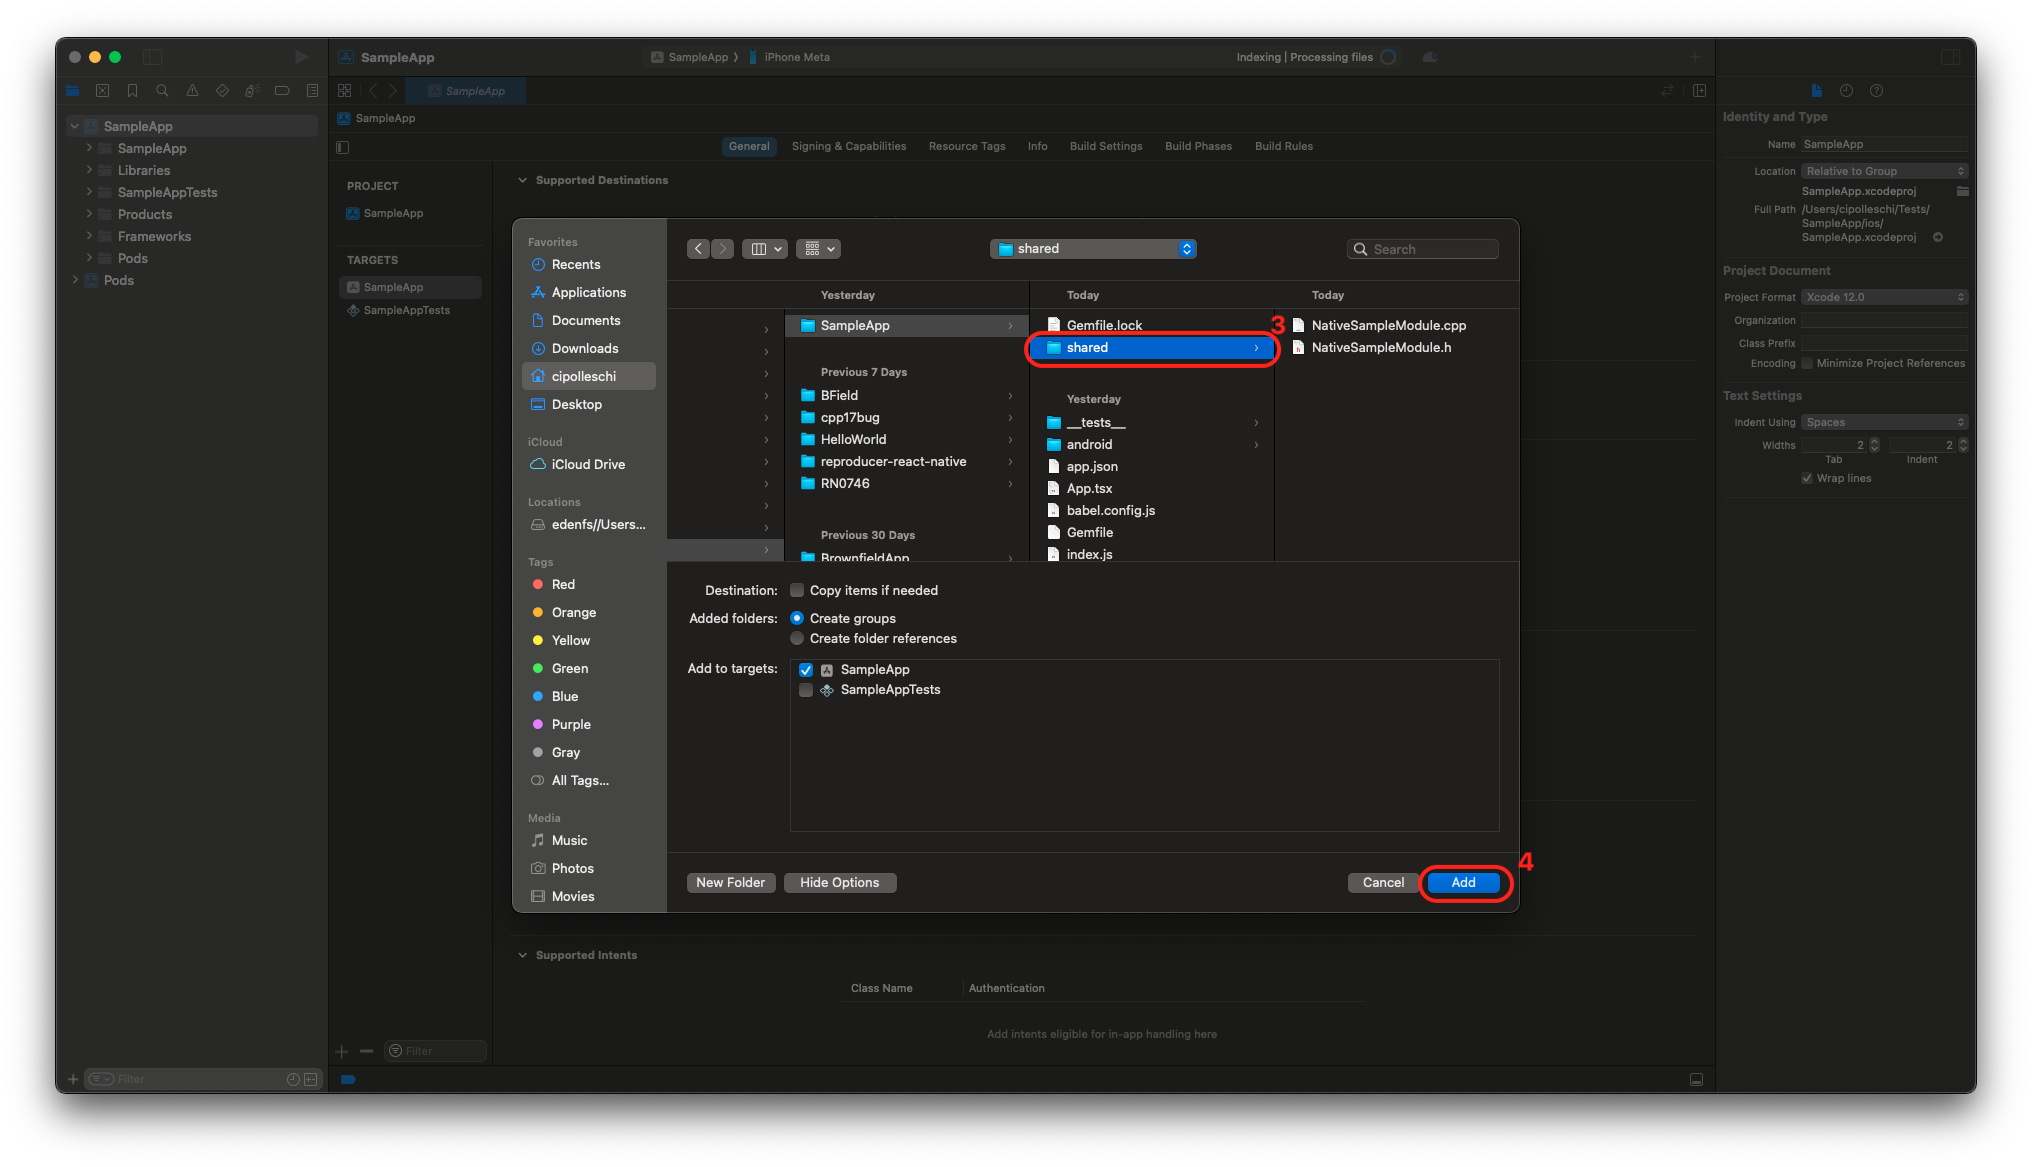 SampleApp
SampleApp ❭ iPhone Meta
Indexing | Processing files
SampleApp
SampleApp
SampleApp
SampleApp
Libraries
SampleAppTests
Products
Frameworks
Pods
Pods
General Signing & Capabilities Resource Tags Info Build Settings Build Phases Build Rules
PROJECT
SampleApp
TARGETS
SampleApp
SampleAppTests
Filter
Filter
Supported Destinations
Favorites
Recents
Applications
Documents
Downloads
cipolleschi
Desktop
iCloud
iCloud Drive
Locations
edenfs//Users...
Tags
Red
Orange
Yellow
Green
Blue
Purple
Gray
All Tags...
Media
Music
Photos
Movies
shared
Search
Yesterday
SampleApp
Previous 7 Days
BField
cpp17bug
HelloWorld
reproducer-react-native
RN0746
Previous 30 Days
BrownfieldApp
Today
Gemfile.lock
shared
3
Yesterday
__tests__
android
app.json
App.tsx
babel.config.js
Gemfile
index.js
Today
NativeSampleModule.cpp
NativeSampleModule.h
Destination: Copy items if needed
Added folders: Create groups
Create folder references
Add to targets: SampleApp
SampleAppTests
New Folder Hide Options Cancel Add
4
Supported Intents
Class Name Authentication
Add intents eligible for in-app handling here
Identity and Type
Name SampleApp
Location Relative to Group
SampleApp.xcodeproj
Full Path /Users/cipolleschi/Tests/
SampleApp/ios/
SampleApp.xcodeproj
Project Document
Project Format Xcode 12.0
Organization
Class Prefix
Encoding Minimize Project References
Text Settings
Indent Using Spaces
Widths 2 2
Tab Indent
Wrap lines